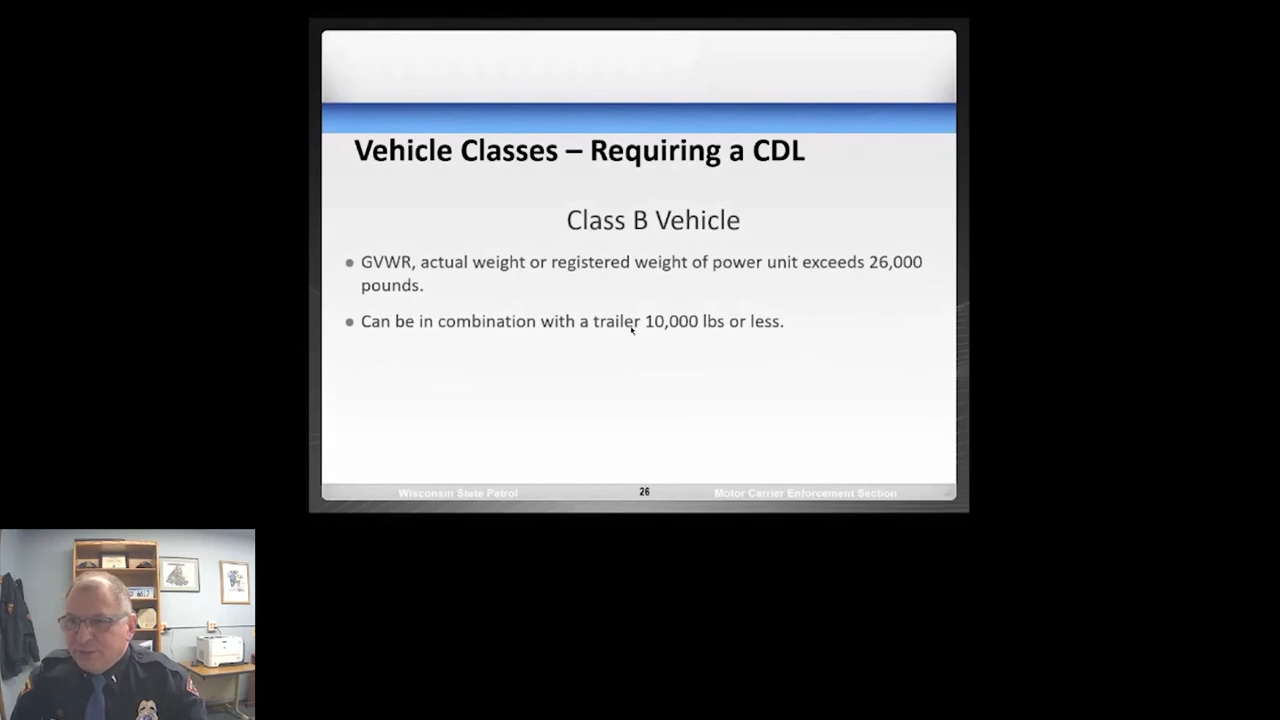 Vehicle Classes – Requiring a CDL
Class B Vehicle
GVWR, actual weight or registered weight of power unit exceeds 26,000
pounds.
Can be in combination with a trailer 10,000 lbs or less.
Wisconsin State Patrol
26
Motor Carrier Enforcement Section